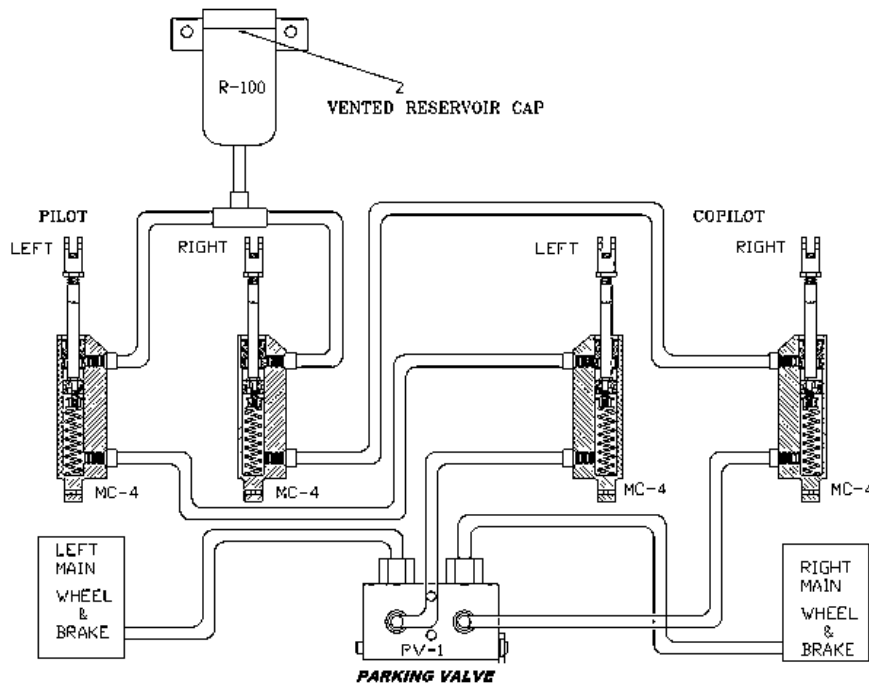 R-100
2
VENTED RESERVOIR CAP
PILOT
COPILOT
LEFT
RIGHT
LEFT
RIGHT
MC-4
MC-4
MC-4
MC-4
LEFT
MAIN
WHEEL
&
BRAKE
RIGHT
MAIN
WHEEL
&
BRAKE
PV-1
PARKING VALVE